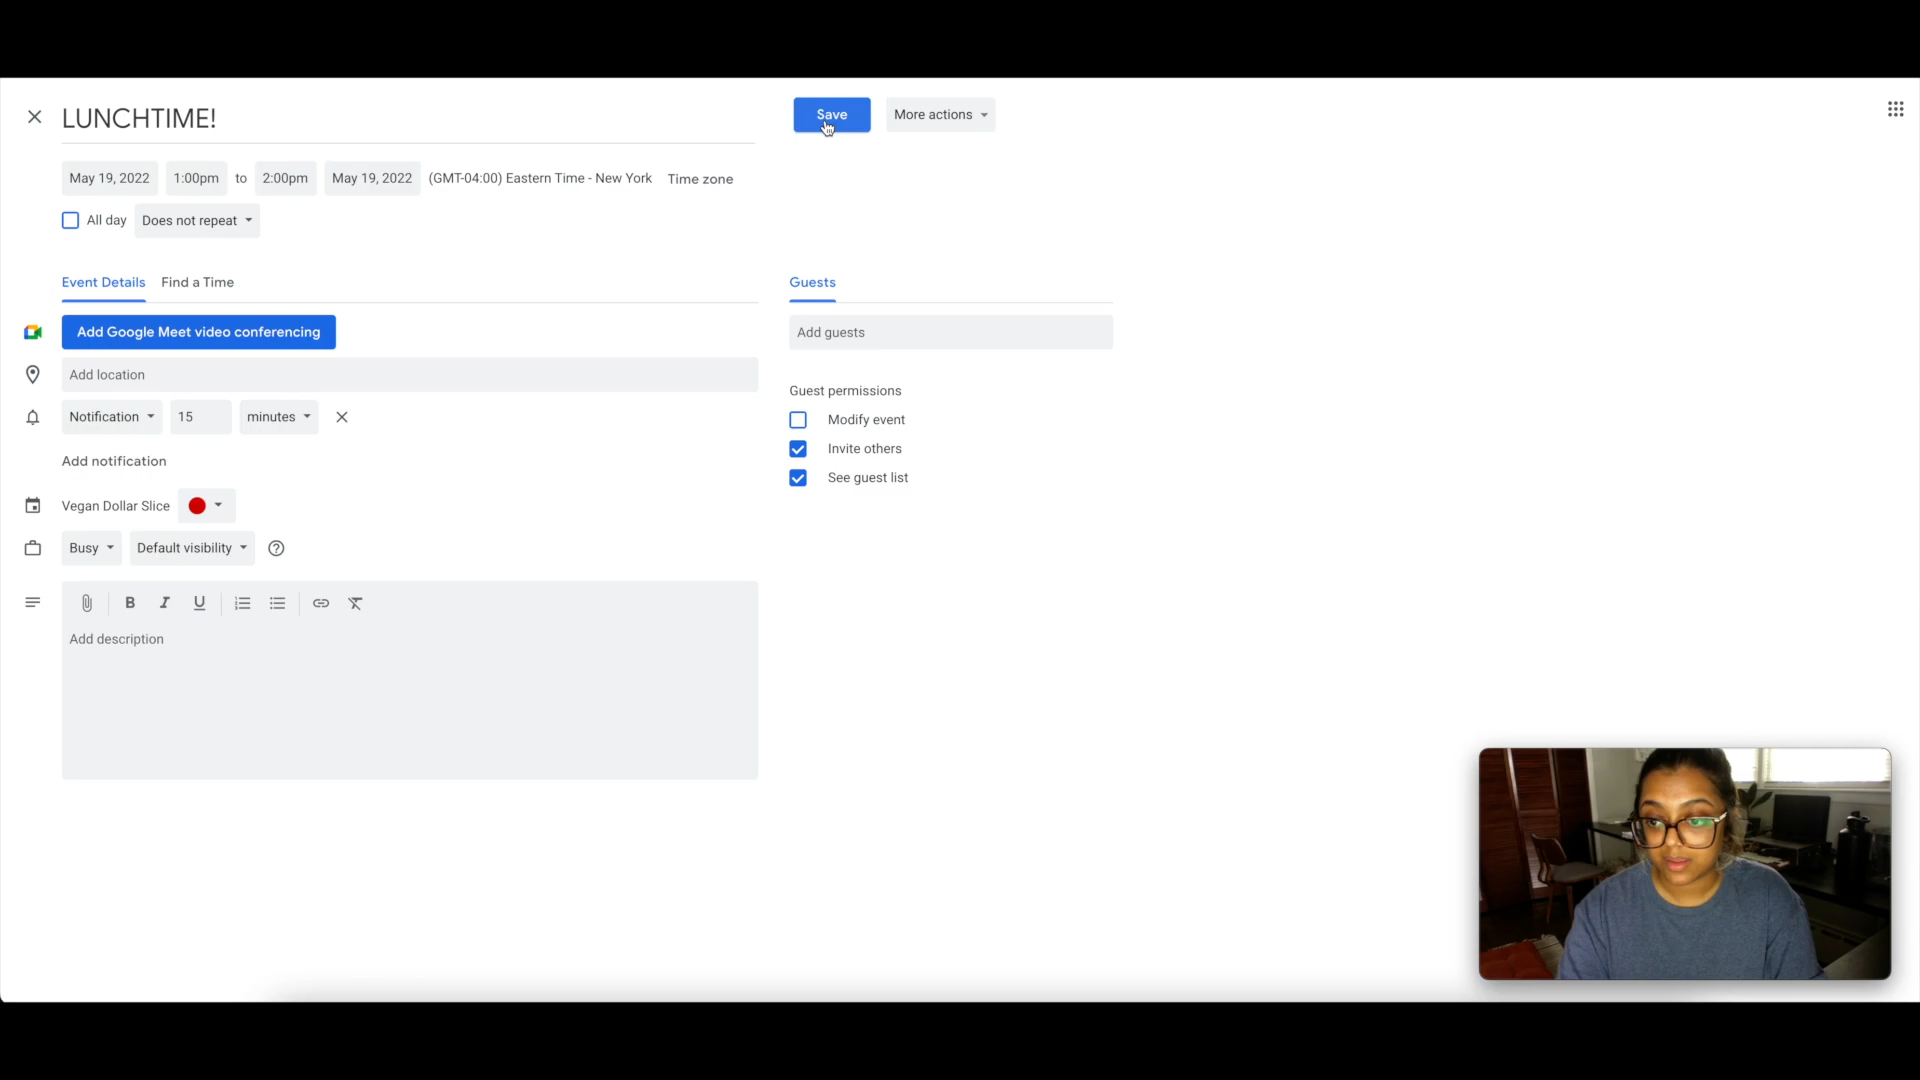 LUNCHTIME!
Save
More actions
May 19, 2022 1:00pm to 2:00pm May 19, 2022 (GMT-04:00) Eastern Time - New York Time zone
All day Does not repeat
Event Details Find a Time
Guests
Add Google Meet video conferencing
Add guests
Add location
Guest permissions
Notification 15 minutes
Modify event
Invite others
Add notification
See guest list
Vegan Dollar Slice
Busy Default visibility
B I U
Add description